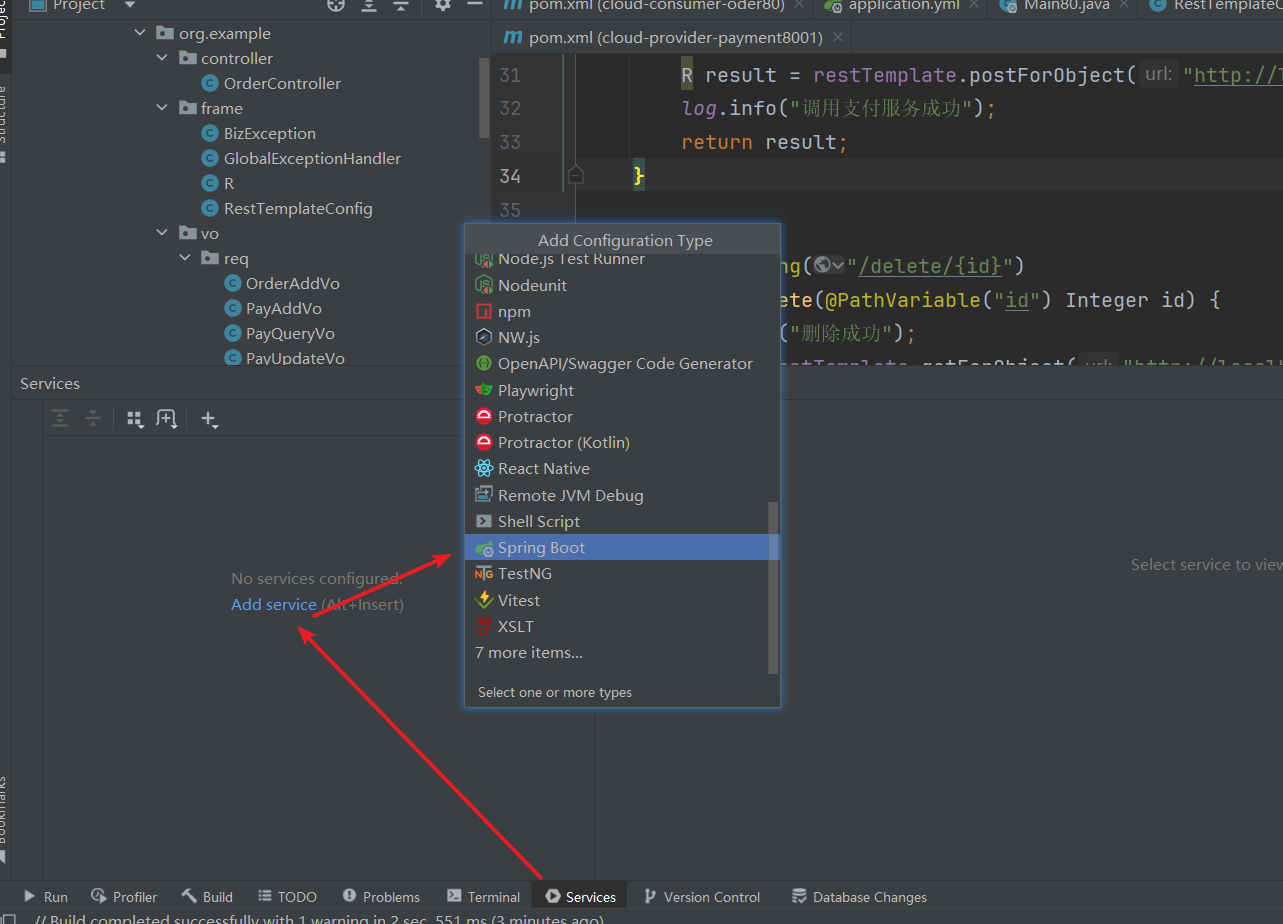 Project
pom.xml (cloud-consumer-oder80)
application.yml
Main80.java
RestTemplateC
pom.xml (cloud-provider-payment8001)
org.example
controller
OrderController
frame
BizException
GlobalExceptionHandler
R
RestTemplateConfig
vo
req
OrderAddVo
PayAddVo
PayQueryVo
PayUpdateVo
Structure
Bookmarks
31 R result = restTemplate.postForObject( url: "http://
32 log.info("调用支付服务成功");
33 return result;
34 }
35
ng("/delete/{id}")
ete(@PathVariable("id") Integer id) {
("删除成功");
stTemplate.getForObject( url: "http://local
Services
No services configured.
Add service (Alt+Insert)
Add Configuration Type
Node.js Test Runner
Nodeunit
npm
NW.js
OpenAPI/Swagger Code Generator
Playwright
Protractor
Protractor (Kotlin)
React Native
Remote JVM Debug
Shell Script
Spring Boot
TestNG
Vitest
XSLT
7 more items...
Select one or more types
Select service to view
Run
Profiler
Build
TODO
Problems
Terminal
Services
Version Control
Database Changes
// Build completed successfully with 1 warning in 2 sec, 551 ms (3 minutes ago)